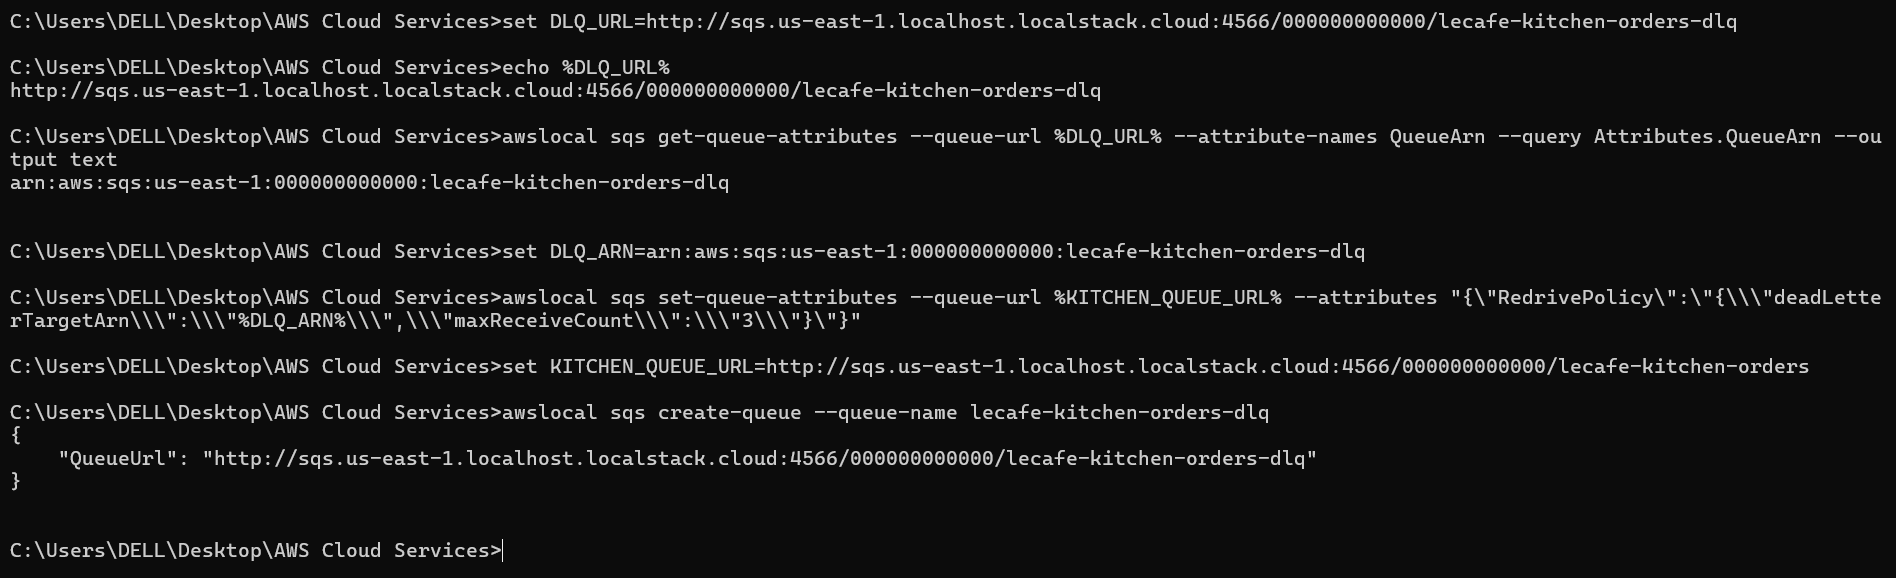 C:\Users\DELL\Desktop\AWS Cloud Services>set DLQ_URL=http://sqs.us-east-1.localhost.localstack.cloud:4566/000000000000/lecafe-kitchen-orders-dlq
C:\Users\DELL\Desktop\AWS Cloud Services>echo %DLQ_URL%
http://sqs.us-east-1.localhost.localstack.cloud:4566/000000000000/lecafe-kitchen-orders-dlq
C:\Users\DELL\Desktop\AWS Cloud Services>awslocal sqs get-queue-attributes --queue-url %DLQ_URL% --attribute-names QueueArn --query Attributes.QueueArn --ou
tput text
arn:aws:sqs:us-east-1:000000000000:lecafe-kitchen-orders-dlq
C:\Users\DELL\Desktop\AWS Cloud Services>set DLQ_ARN=arn:aws:sqs:us-east-1:000000000000:lecafe-kitchen-orders-dlq
C:\Users\DELL\Desktop\AWS Cloud Services>awslocal sqs set-queue-attributes --queue-url %KITCHEN_QUEUE_URL% --attributes "{\"RedrivePolicy\":\"{\\\"deadLette
rTargetArn\\\":\\\"%DLQ_ARN%\\\",\\\"maxReceiveCount\\\":\\\"3\\\"}\"}"
C:\Users\DELL\Desktop\AWS Cloud Services>set KITCHEN_QUEUE_URL=http://sqs.us-east-1.localhost.localstack.cloud:4566/000000000000/lecafe-kitchen-orders
C:\Users\DELL\Desktop\AWS Cloud Services>awslocal sqs create-queue --queue-name lecafe-kitchen-orders-dlq
{
    "QueueUrl": "http://sqs.us-east-1.localhost.localstack.cloud:4566/000000000000/lecafe-kitchen-orders-dlq"
}
C:\Users\DELL\Desktop\AWS Cloud Services>